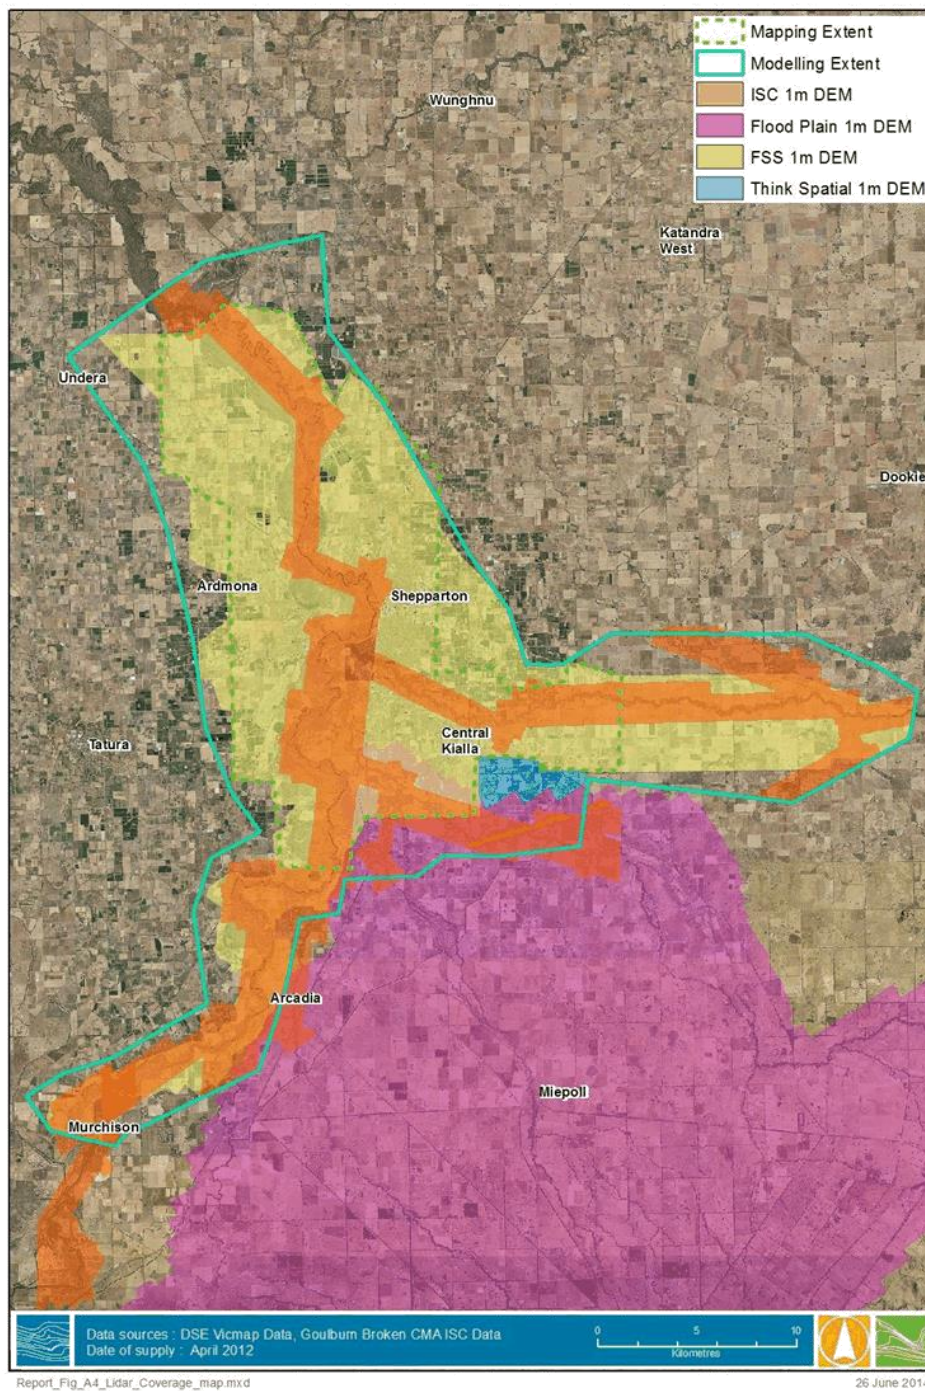 Mapping Extent
Modelling Extent
ISC 1m DEM
Flood Plain 1m DEM
FSS 1m DEM
Think Spatial 1m DEM
Wunghnu
Katandra
West
Undera
Dookie
Ardmona
Shepparton
Central
Kialla
Tatura
Arcadia
Miepoll
Murchison
Data sources : DSE Vicmap Data, Goulburn Broken CMA ISC Data
Date of supply : April 2012
0 5 10
Kilometres
Report_Fig_A4_Lidar_Coverage_map.mxd
26 June 2014